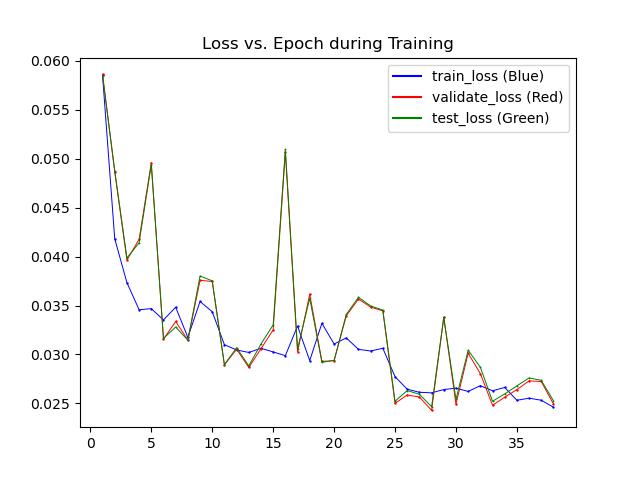 Loss vs. Epoch during Training
0.060
0.055
0.050
0.045
0.040
0.035
0.030
0.025
train_loss (Blue)
validate_loss (Red)
test_loss (Green)
0 5 10 15 20 25 30 35